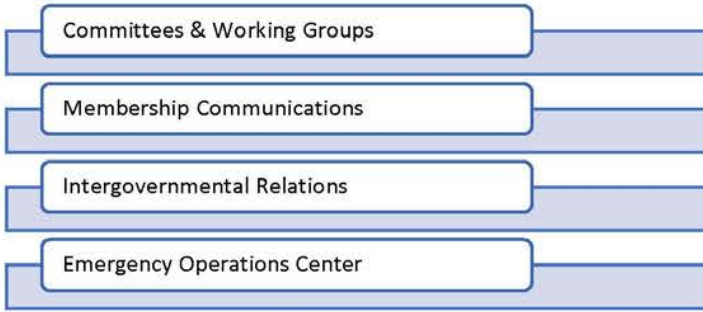 Committees & Working Groups
Membership Communications
Intergovernmental Relations
Emergency Operations Center